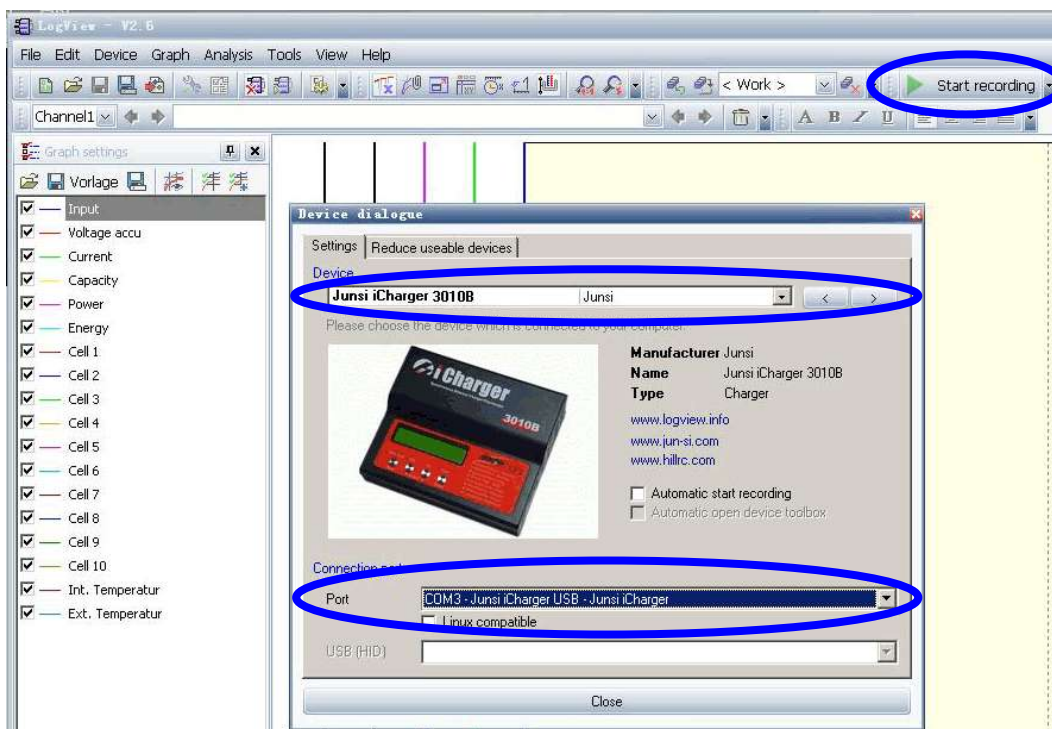 LogView - V2.6
File Edit Device Graph Analysis Tools View Help
< Work > Start recording
Channel1 A B I U
Graph settings
Vorlage
Input
Voltage accu
Current
Capacity
Power
Energy
Cell 1
Cell 2
Cell 3
Cell 4
Cell 5
Cell 6
Cell 7
Cell 8
Cell 9
Cell 10
Int. Temperatur
Ext. Temperatur
Device dialogue
Settings Reduce useable devices
Device
Junsi iCharger 3010B Junsi
< >
Please choose the device which is connected to your computer.
iCharger
3010B
Manufacturer Junsi
Name Junsi iCharger 3010B
Type Charger
www.logview.info
www.jun-si.com
www.hillrc.com
Automatic start recording
Automatic open device toolbox
Connection port
Port COM3 - Junsi iCharger USB - Junsi iCharger
Linux compatible
USB (HID)
Close